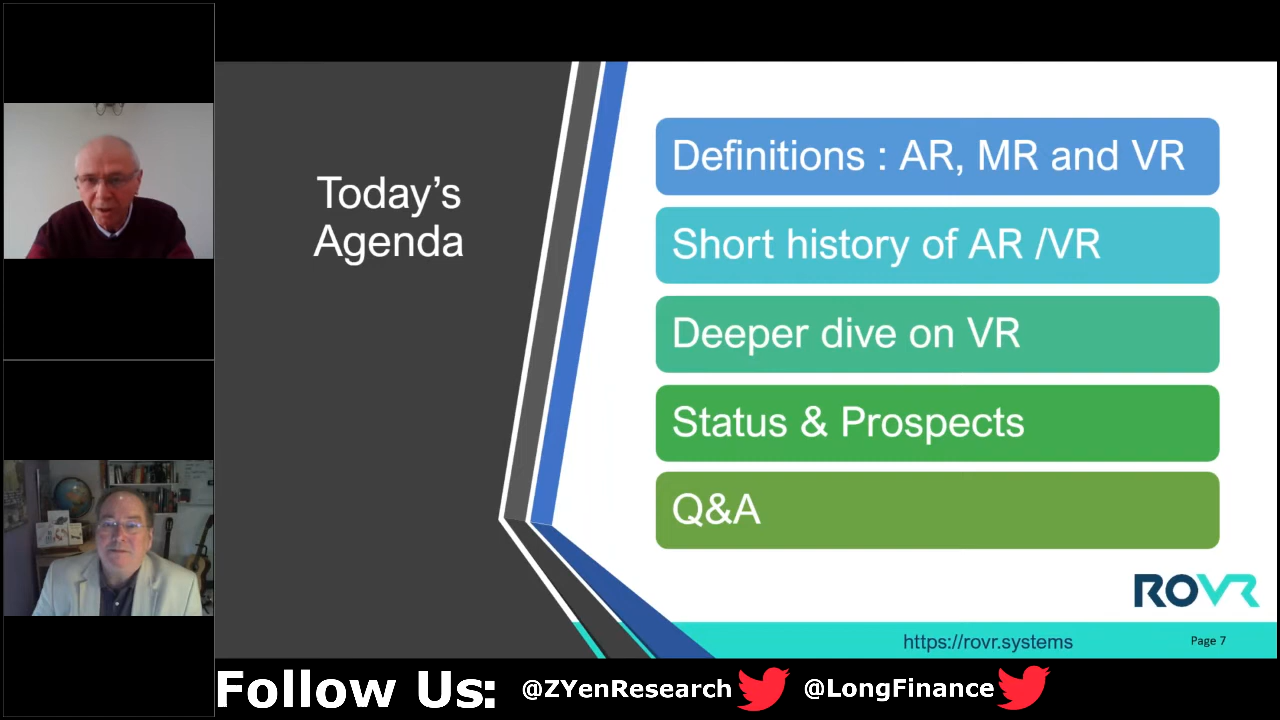 Today’s
Agenda
Definitions : AR, MR and VR
Short history of AR /VR
Deeper dive on VR
Status & Prospects
Q&A
ROVR
https://rovr.systems
Page 7
Follow Us: @ZYenResearch @LongFinance